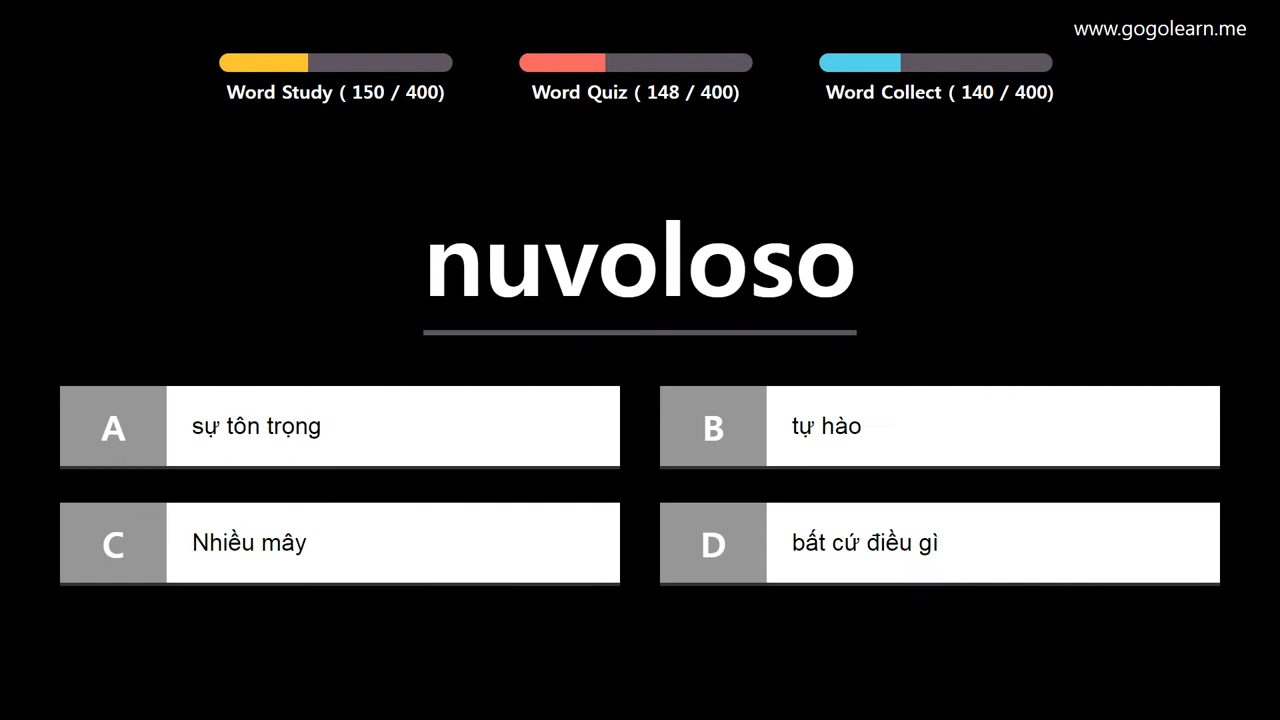 www.gogolearn.me
Word Study ( 150 / 400)
Word Quiz ( 148 / 400)
Word Collect ( 140 / 400)
nuvoloso
A sự tôn trọng
B tự hào
C Nhiều mây
D bất cứ điều gì